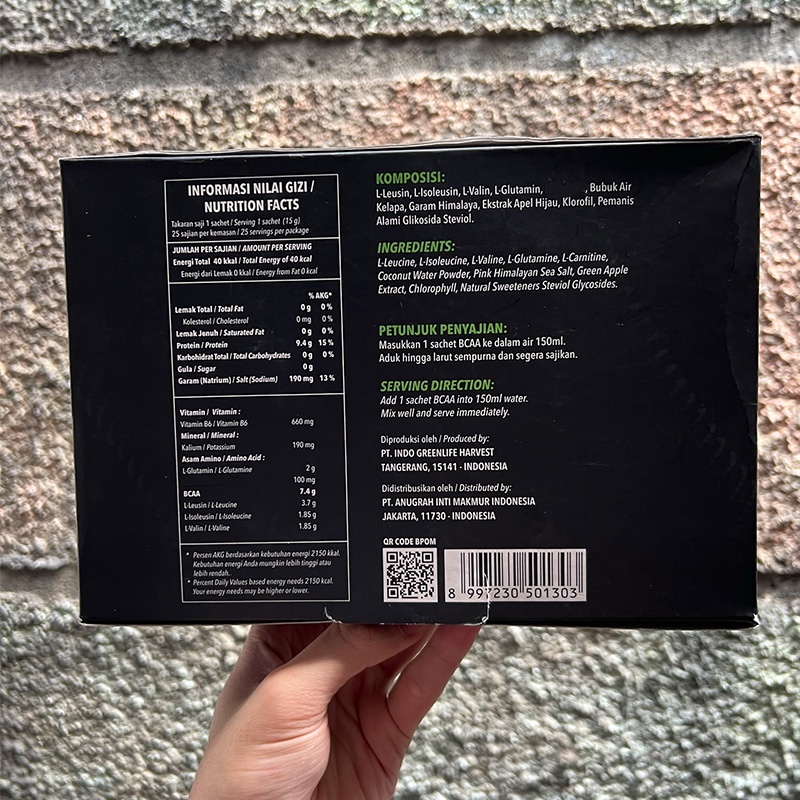 INFORMASI NILAI GIZI /
NUTRITION FACTS
Takaran saji 1 sachet / Serving 1 sachet (15 g)
25 sajian per kemasan / 25 servings per package
JUMLAH PER SAJIAN / AMOUNT PER SERVING
Energi Total 40 kkal / Total Energy of 40 kcal
Energi dari Lemak 0 kkal / Energy from Fat 0 kcal
% AKG*
Lemak Total / Total Fat 0 g 0 %
Kolesterol / Cholesterol 0 mg 0 %
Lemak Jenuh / Saturated Fat 0 g 0 %
Protein / Protein 9.4 g 15 %
Karbohidrat Total / Total Carbohydrates 0 g 0 %
Gula / Sugar 0 g
Garam (Natrium) / Salt (Sodium) 190 mg 13 %
Vitamin / Vitamin :
Vitamin B6 / Vitamin B6 660 mg
Mineral / Mineral :
Kalium / Potassium 190 mg
Asam Amino / Amino Acid :
L-Glutamin / L-Glutamine 2 g
100 mg
BCAA 7.4 g
L-Leusin / L-Leucine 3.7 g
L-Isoleusin / L-Isoleucine 1.85 g
L-Valin / L-Valine 1.85 g
* Persen AKG berdasarkan kebutuhan energi 2150 kkal.
Kebutuhan energi Anda mungkin lebih tinggi atau
lebih rendah.
* Percent Daily Values based energy needs 2150 kcal.
Your energy needs may be higher or lower.
KOMPOSISI:
L-Leusin, L-Isoleusin, L-Valin, L-Glutamin, , Bubuk Air
Kelapa, Garam Himalaya, Ekstrak Apel Hijau, Klorofil, Pemanis
Alami Glikosida Steviol.
INGREDIENTS:
L-Leucine, L-Isoleucine, L-Valine, L-Glutamine, L-Carnitine,
Coconut Water Powder, Pink Himalayan Sea Salt, Green Apple
Extract, Chlorophyll, Natural Sweeteners Steviol Glycosides.
PETUNJUK PENYAJIAN:
Masukkan 1 sachet BCAA ke dalam air 150ml.
Aduk hingga larut sempurna dan segera sajikan.
SERVING DIRECTION:
Add 1 sachet BCAA into 150ml water.
Mix well and serve immediately.
Diproduksi oleh / Produced by:
PT. INDO GREENLIFE HARVEST
TANGERANG, 15141 - INDONESIA
Didistribusikan oleh / Distributed by:
PT. ANUGRAH INTI MAKMUR INDONESIA
JAKARTA, 11730 - INDONESIA
QR CODE BPOM
8 997230 501303